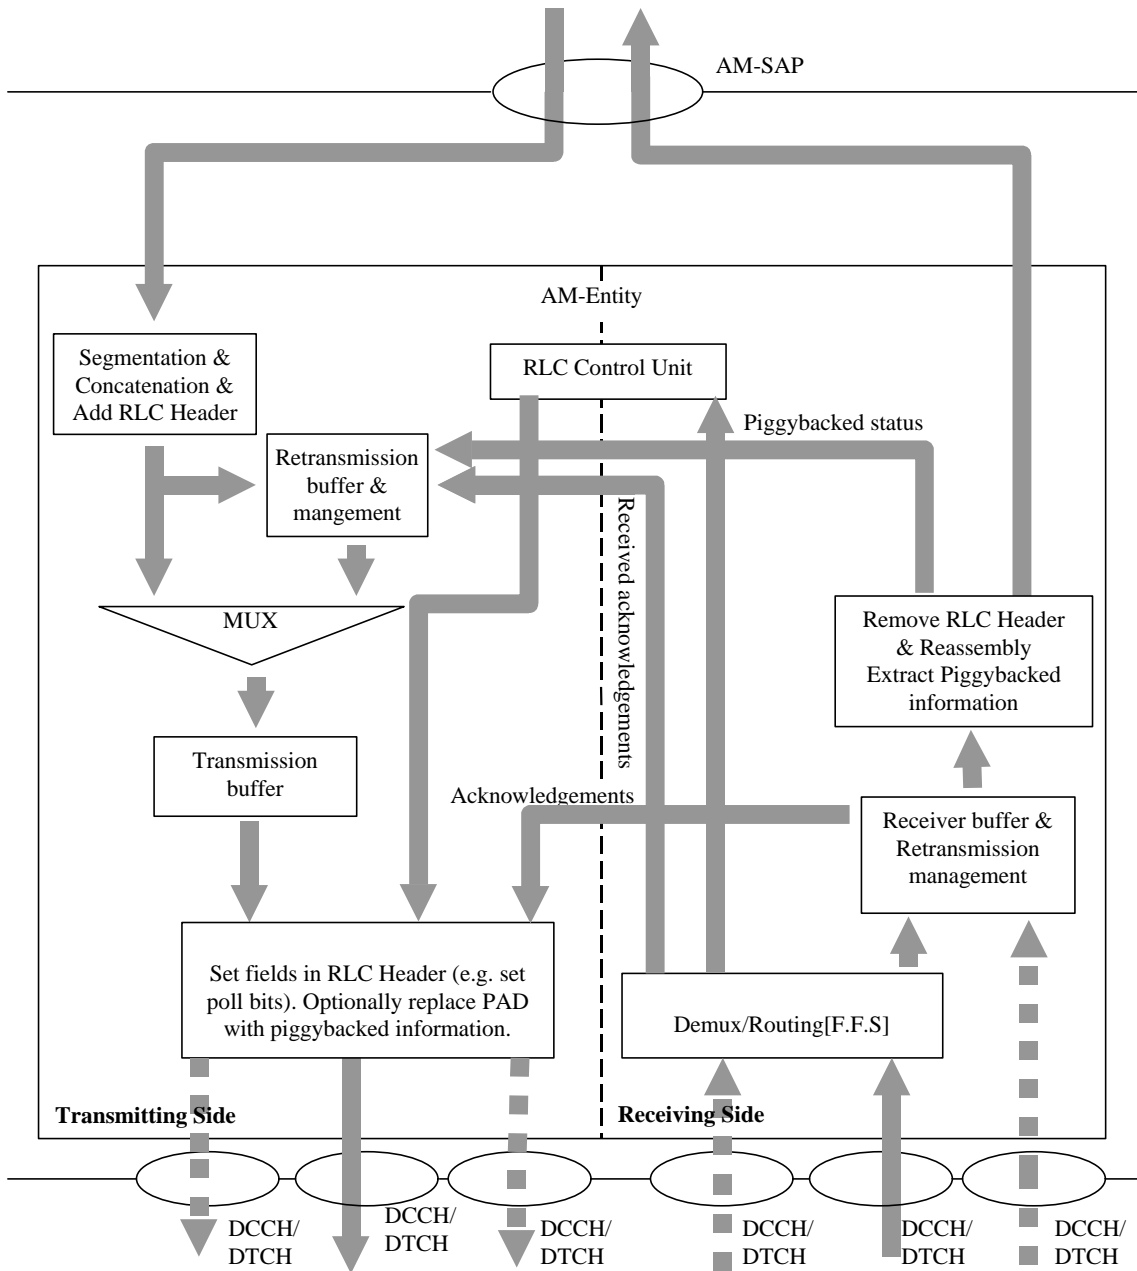 AM-SAP
AM-Entity
Segmentation &
Concatenation &
Add RLC Header
RLC Control Unit
Piggybacked status
Retransmission
buffer &
mangement
Received acknowledgements
MUX
Remove RLC Header
& Reassembly
Extract Piggybacked
information
Transmission
buffer
Acknowledgements
Receiver buffer &
Retransmission
management
Set fields in RLC Header (e.g. set
poll bits). Optionally replace PAD
with piggybacked information.
Demux/Routing[F.F.S]
Transmitting Side
Receiving Side
DCCH/
DTCH
DCCH/
DTCH
DCCH/
DTCH
DCCH/
DTCH
DCCH/
DTCH
DCCH/
DTCH